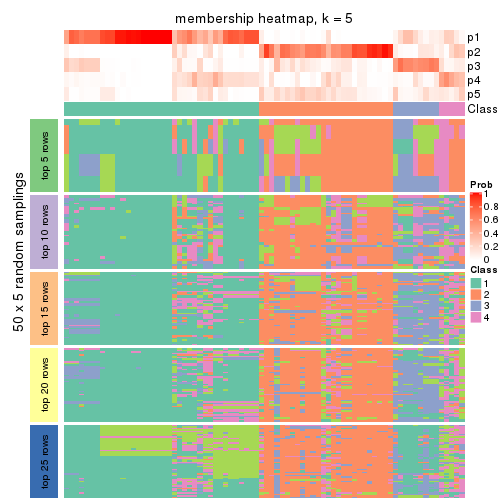 membership heatmap, k = 5
p1
p2
p3
p4
p5
Class
50 x 5 random samplings
top 5 rows
top 10 rows
top 15 rows
top 20 rows
top 25 rows
Prob
1
0.8
0.6
0.4
0.2
0
Class
1
2
3
4